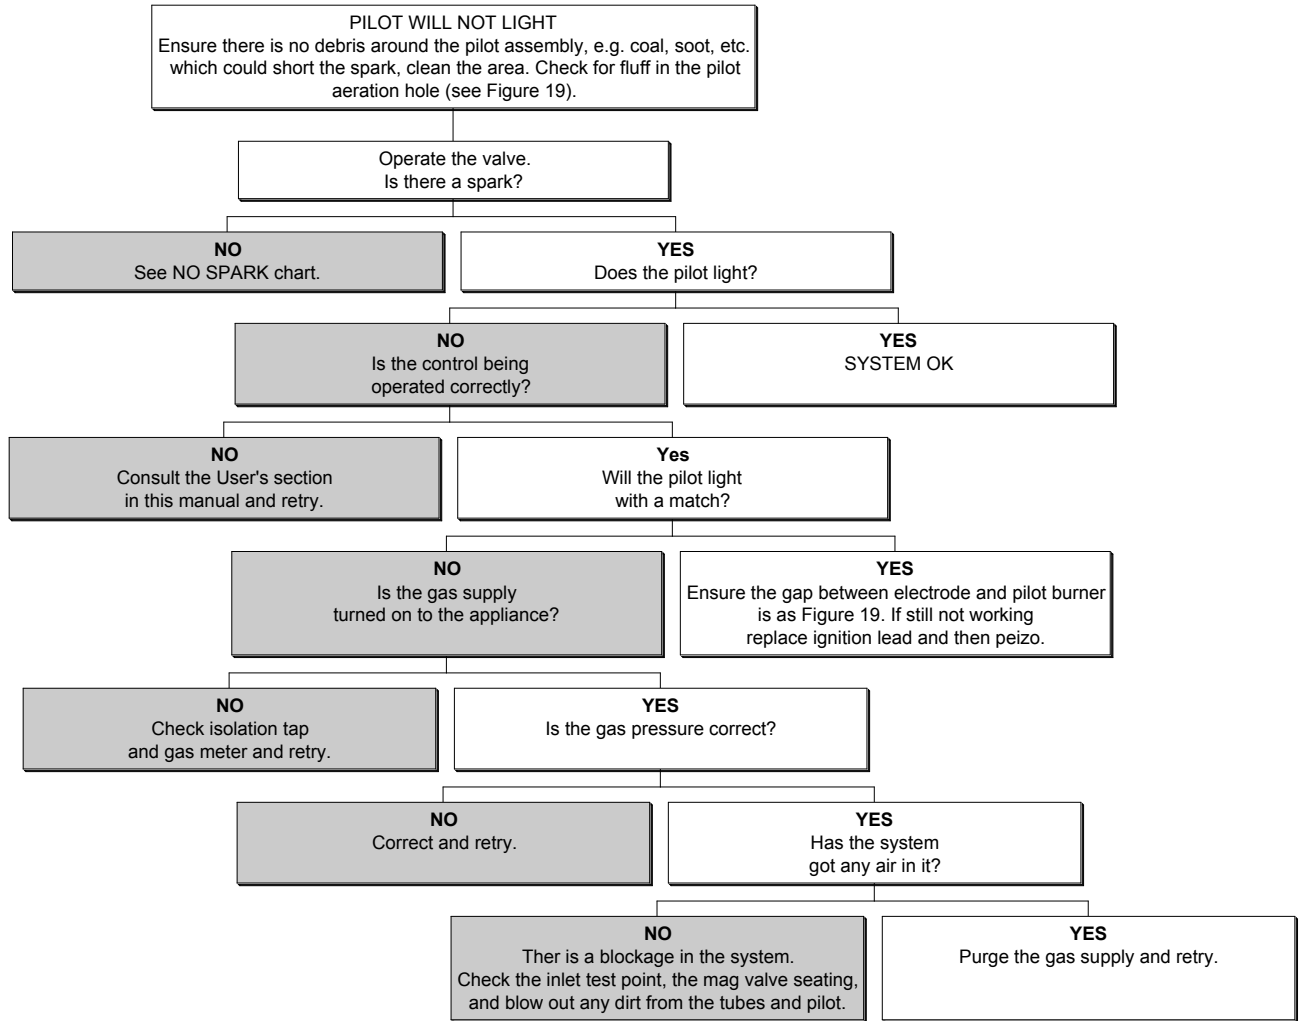 PILOT WILL NOT LIGHT
Ensure there is no debris around the pilot assembly, e.g. coal, soot, etc.
which could short the spark, clean the area. Check for fluff in the pilot
aeration hole (see Figure 19).
Operate the valve.
Is there a spark?
NO
See NO SPARK chart.
YES
Does the pilot light?
NO
Is the control being
operated correctly?
YES
SYSTEM OK
NO
Consult the User's section
in this manual and retry.
Yes
Will the pilot light
with a match?
NO
Is the gas supply
turned on to the appliance?
YES
Ensure the gap between electrode and pilot burner
is as Figure 19. If still not working
replace ignition lead and then peizo.
NO
Check isolation tap
and gas meter and retry.
YES
Is the gas pressure correct?
NO
Correct and retry.
YES
Has the system
got any air in it?
NO
Ther is a blockage in the system.
Check the inlet test point, the mag valve seating,
and blow out any dirt from the tubes and pilot.
YES
Purge the gas supply and retry.